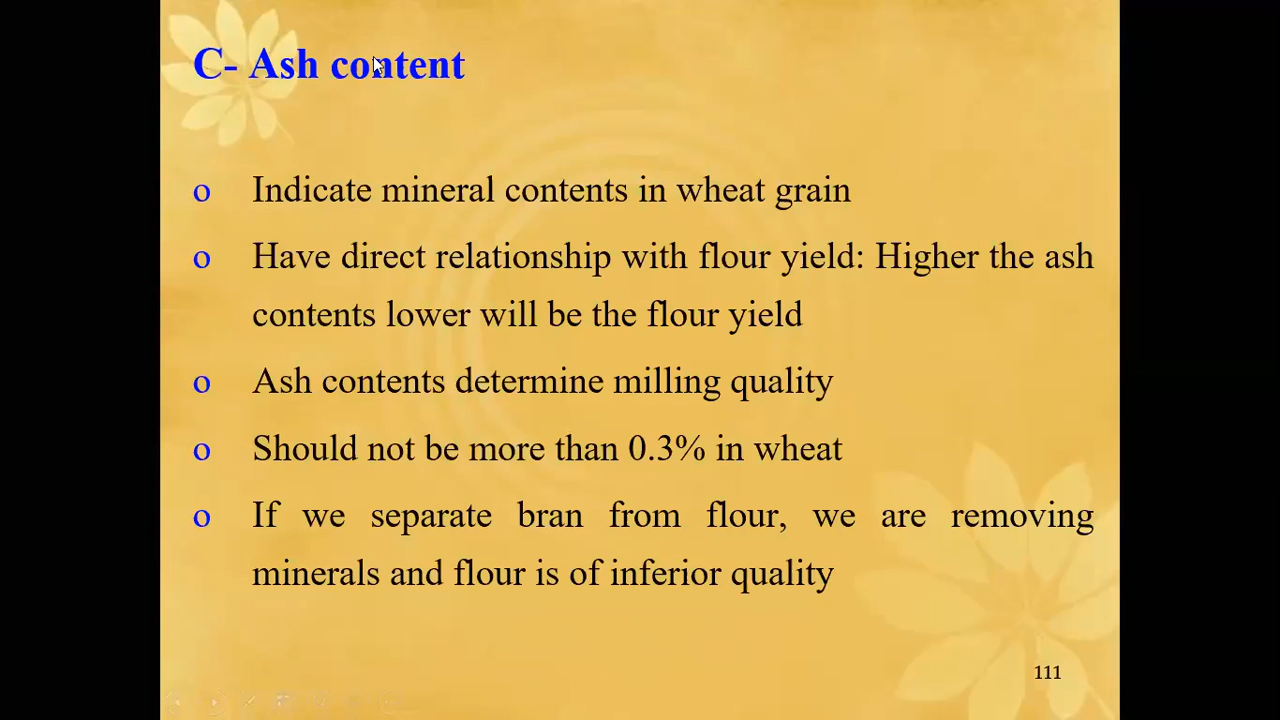 C- Ash content
o Indicate mineral contents in wheat grain
o Have direct relationship with flour yield: Higher the ash
contents lower will be the flour yield
o Ash contents determine milling quality
o Should not be more than 0.3% in wheat
o If we separate bran from flour, we are removing
minerals and flour is of inferior quality
111